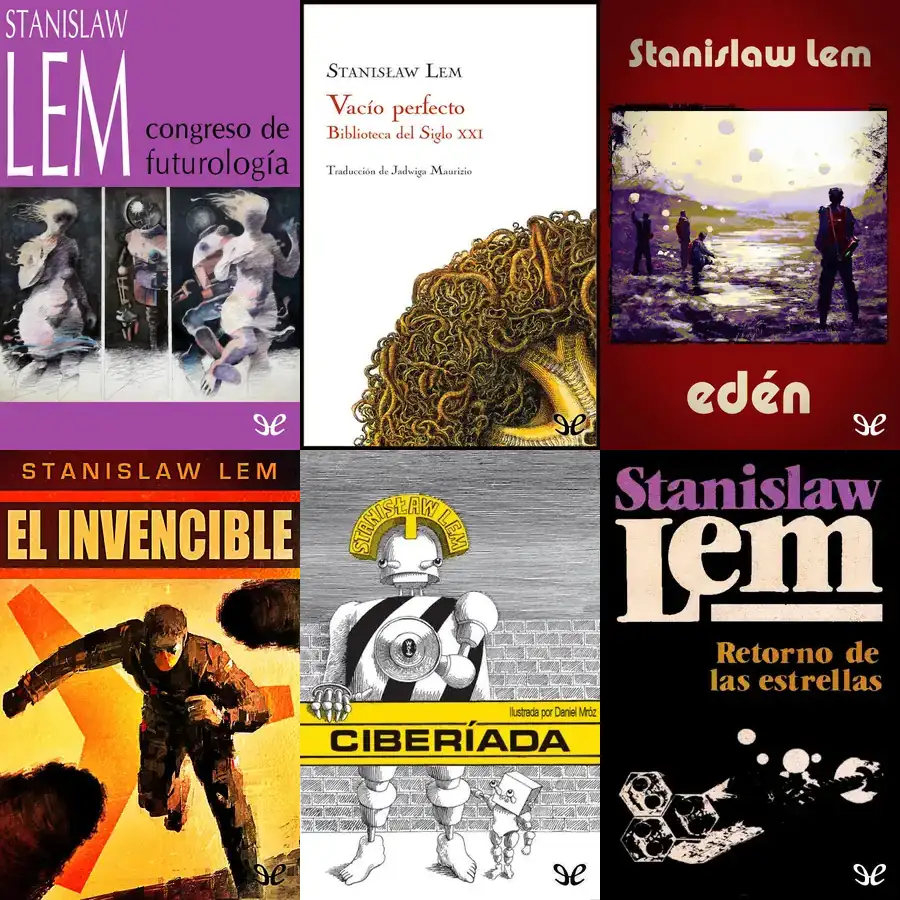 STANISLAW
LEM
congreso de
futurología
STANISŁAW LEM
Vacío perfecto
Biblioteca del Siglo XXI
Traducción de Jadwiga Maurizio
Stanislaw Lem
edén
STANISLAW LEM
EL INVENCIBLE
STANISŁAW LEM
Ilustrada por Daniel Mróz
CIBERÍADA
Stanislaw
Lem
Retorno de
las estrellas